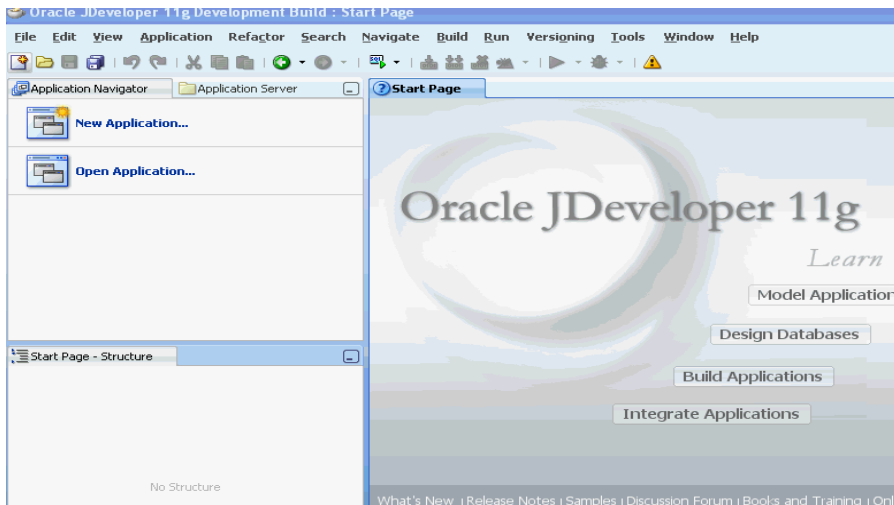 Oracle JDeveloper 11g Development Build : Start Page
File Edit View Application Refactor Search Navigate Build Run Versioning Tools Window Help
Application Navigator
Application Server
Start Page
New Application...
Open Application...
Oracle JDeveloper 11g
Learn
Model Application
Design Databases
Build Applications
Integrate Applications
Start Page - Structure
No Structure
What's New | Release Notes | Samples | Discussion Forum | Books and Training | Onl